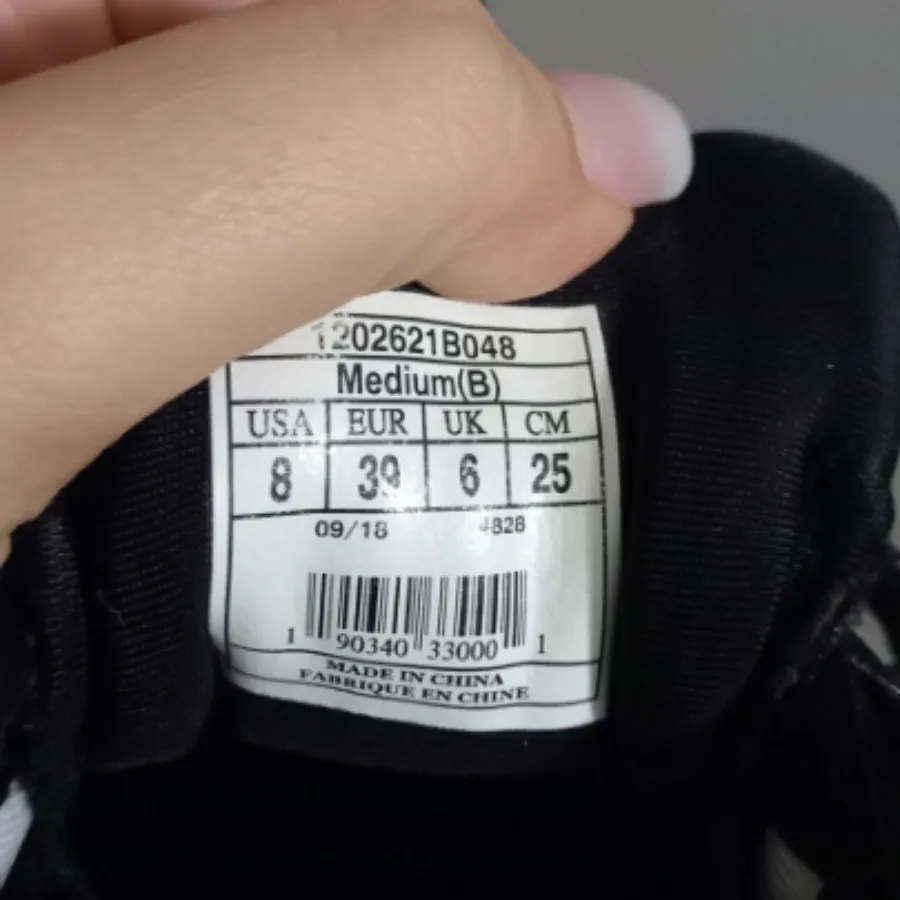 1202621B048
Medium(B)
USA EUR UK CM
8 39 6 25
09/18 4828
1 90340 33000 1
MADE IN CHINA
FABRIQUE EN CHINE